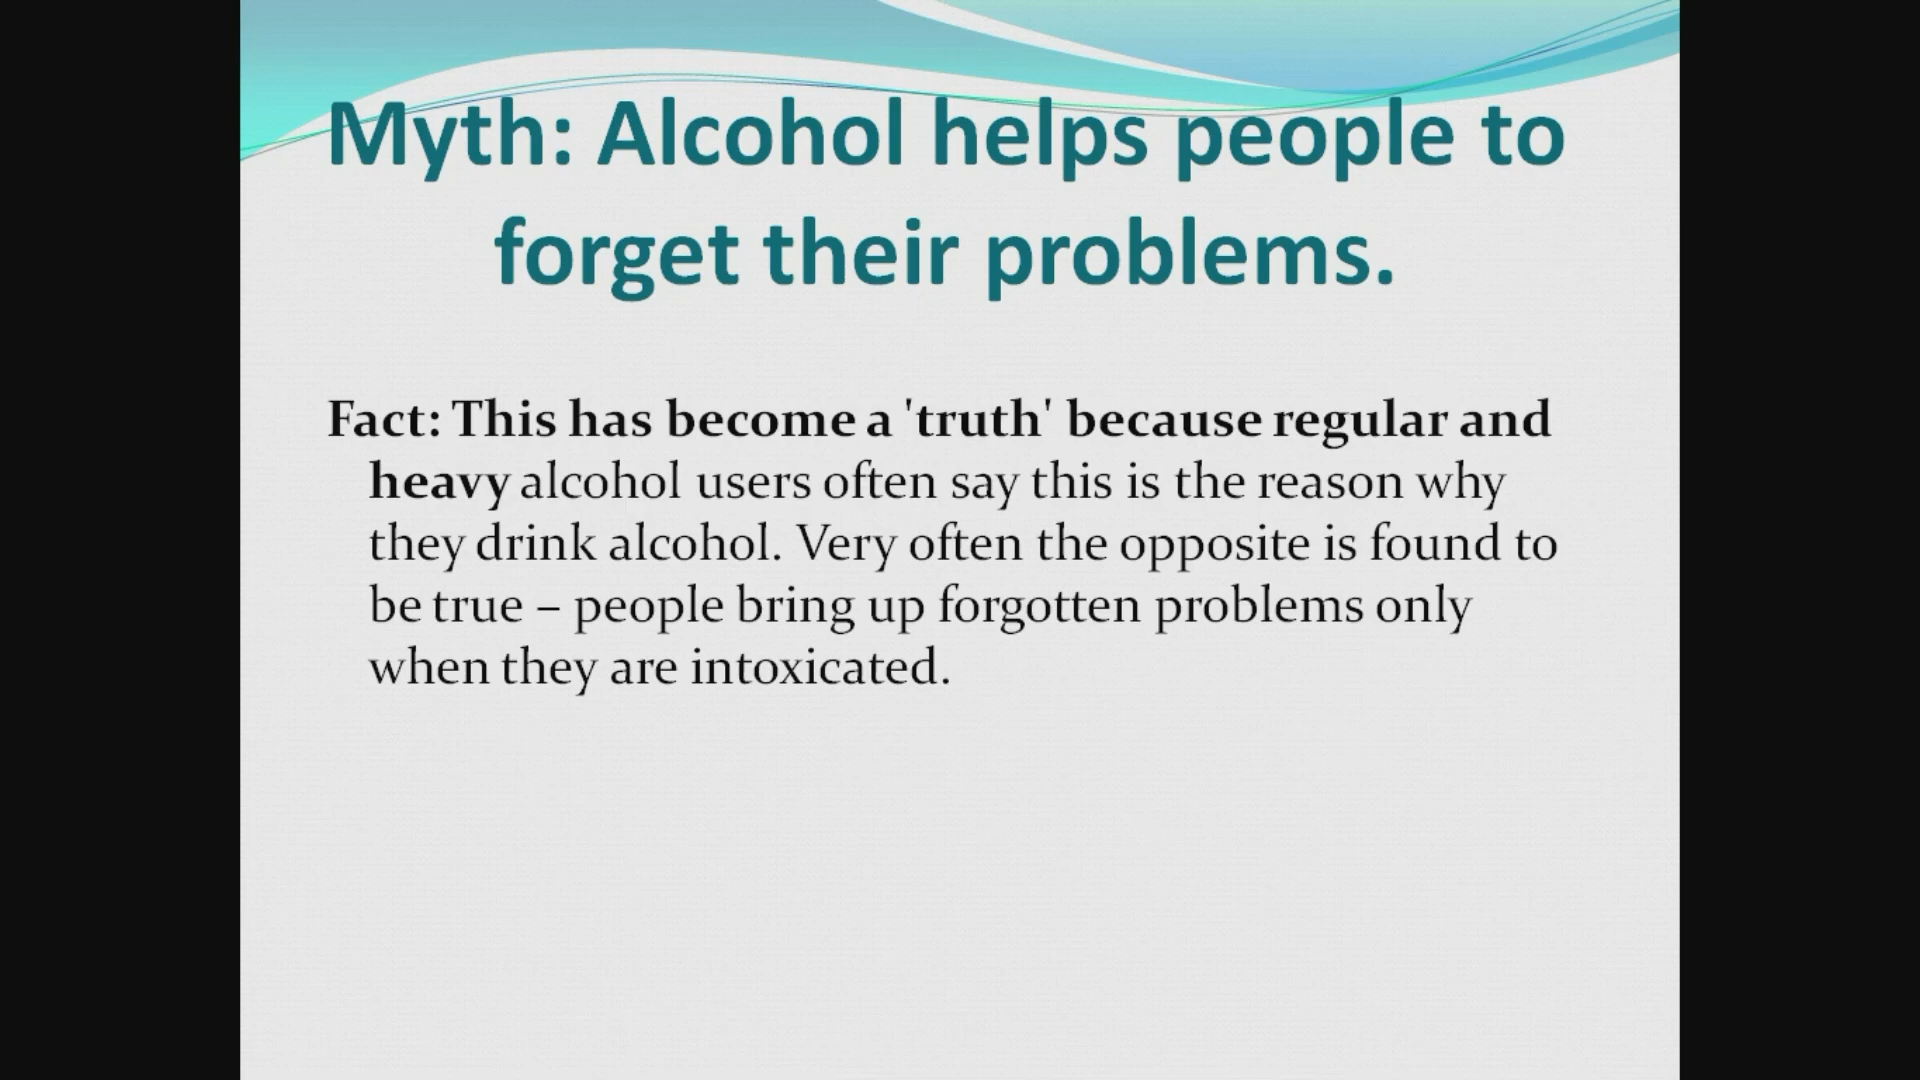 Myth: Alcohol helps people to
forget their problems.
Fact: This has become a 'truth' because regular and
heavy alcohol users often say this is the reason why
they drink alcohol. Very often the opposite is found to
be true – people bring up forgotten problems only
when they are intoxicated.